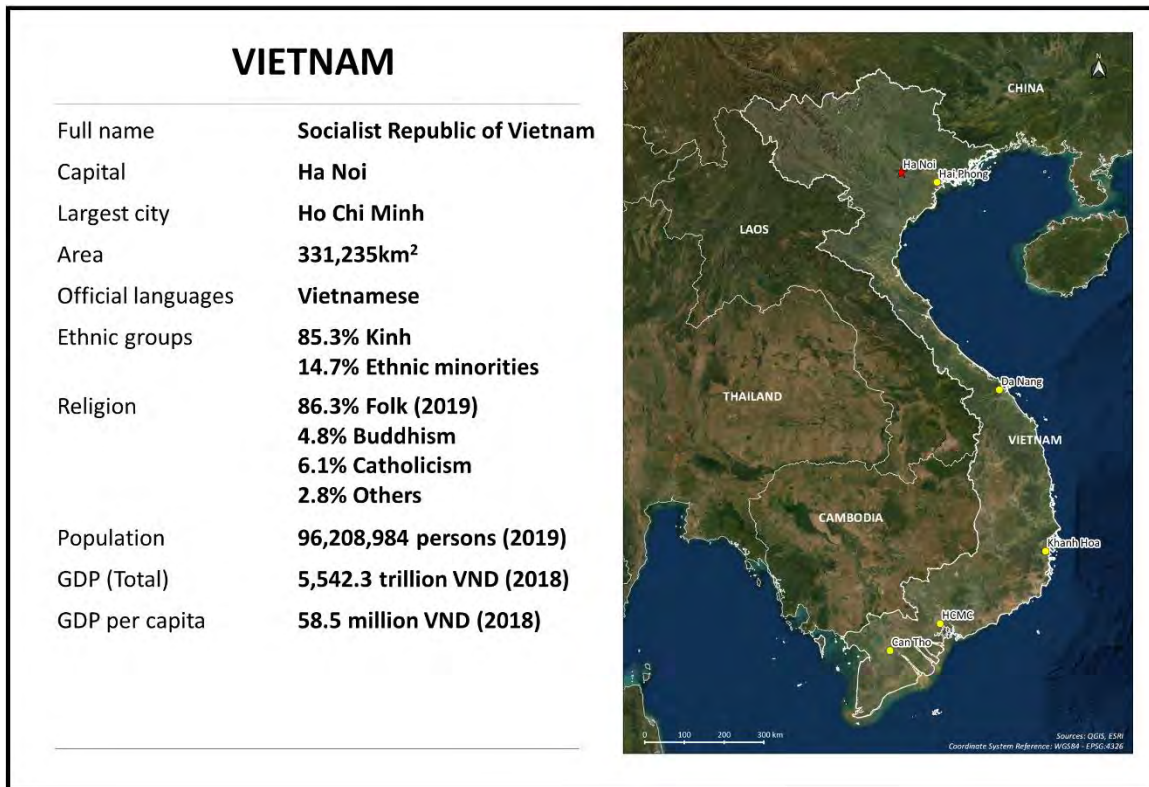 VIETNAM
Full name Socialist Republic of Vietnam
Capital Ha Noi
Largest city Ho Chi Minh
Area 331,235km²
Official languages Vietnamese
Ethnic groups 85.3% Kinh
14.7% Ethnic minorities
Religion 86.3% Folk (2019)
4.8% Buddhism
6.1% Catholicism
2.8% Others
Population 96,208,984 persons (2019)
GDP (Total) 5,542.3 trillion VND (2018)
GDP per capita 58.5 million VND (2018)
N
CHINA
Ha Noi
Hai Phong
LAOS
Da Nang
THAILAND
VIETNAM
CAMBODIA
Khanh Hoa
HCMC
Can Tho
0 100 200 300 km
Sources: QGIS, ESRI
Coordinate System Reference: WGS84 - EPSG:4326